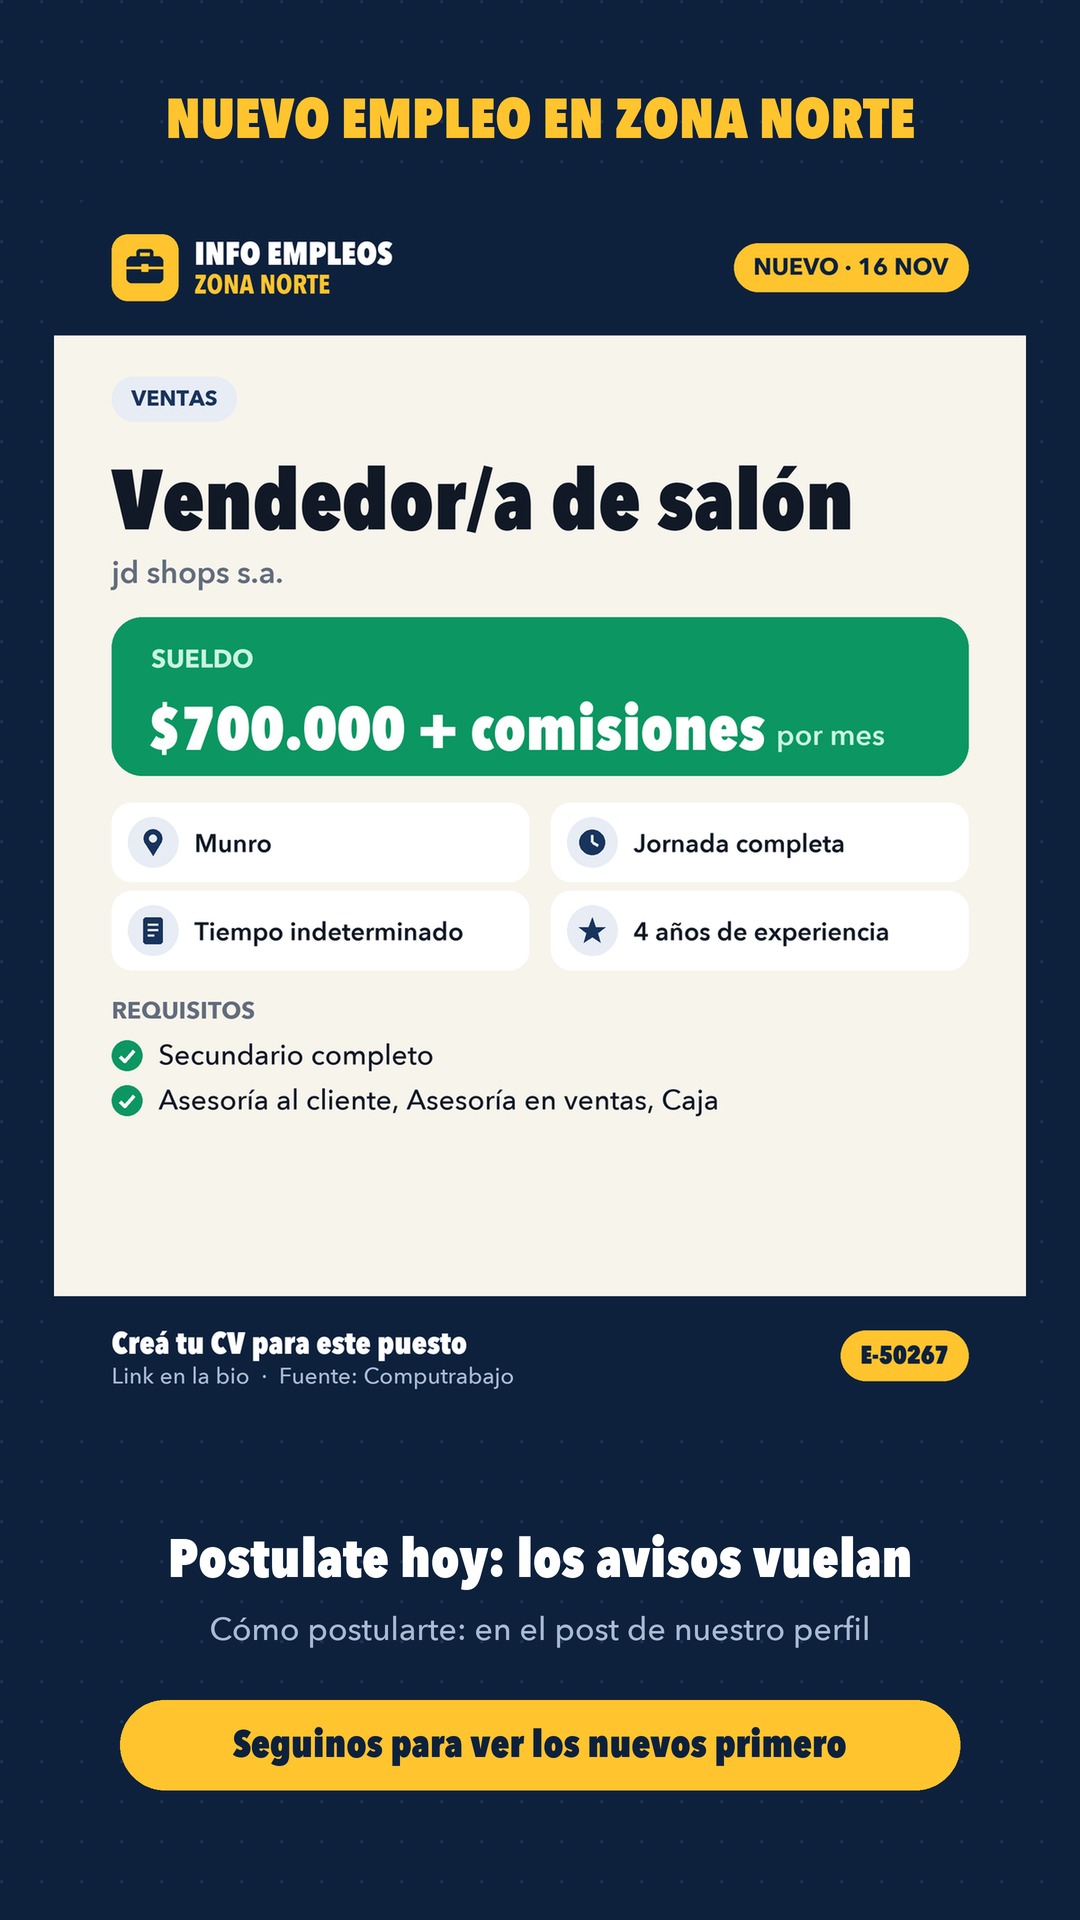 NUEVO EMPLEO EN ZONA NORTE
INFO EMPLEOS
ZONA NORTE
NUEVO · 16 NOV
VENTAS
Vendedor/a de salón
jd shops s.a.
SUELDO
$700.000 + comisiones por mes
Munro
Jornada completa
Tiempo indeterminado
4 años de experiencia
REQUISITOS
Secundario completo
Asesoría al cliente, Asesoría en ventas, Caja
Creá tu CV para este puesto
Link en la bio · Fuente: Computrabajo
E-50267
Postulate hoy: los avisos vuelan
Cómo postularte: en el post de nuestro perfil
Seguinos para ver los nuevos primero